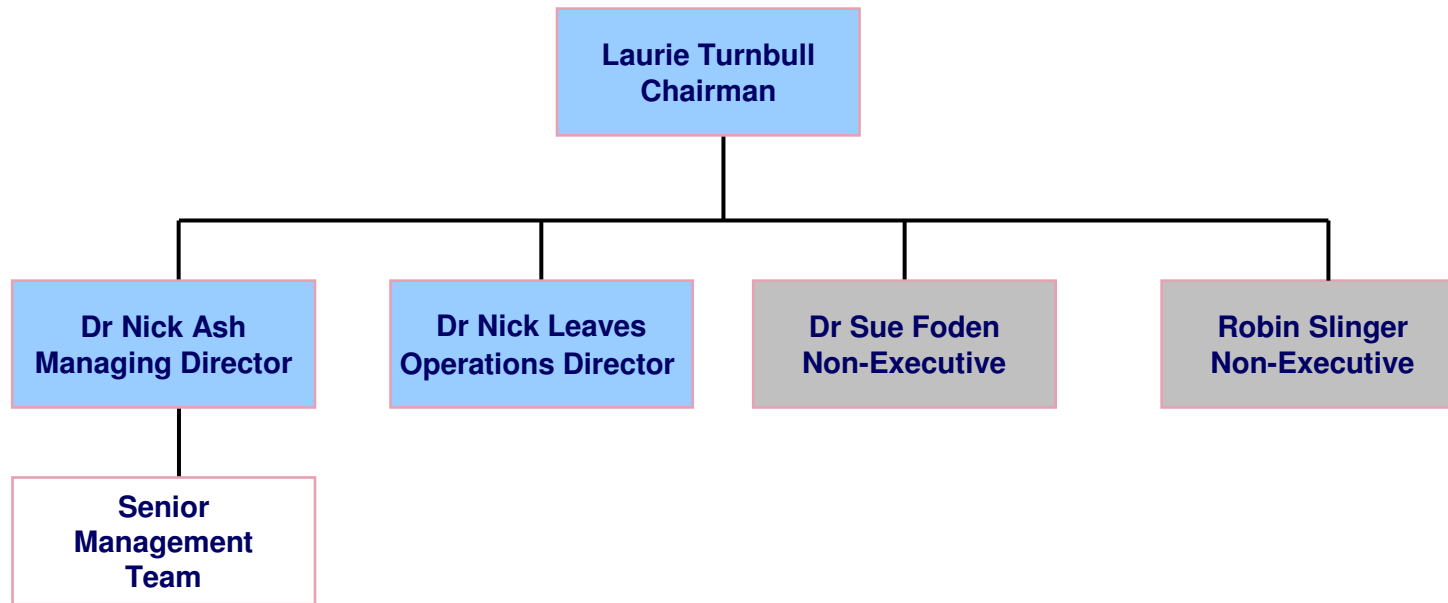 Laurie Turnbull
Chairman
Dr Nick Ash
Managing Director
Dr Nick Leaves
Operations Director
Dr Sue Foden
Non-Executive
Robin Slinger
Non-Executive
Senior
Management
Team